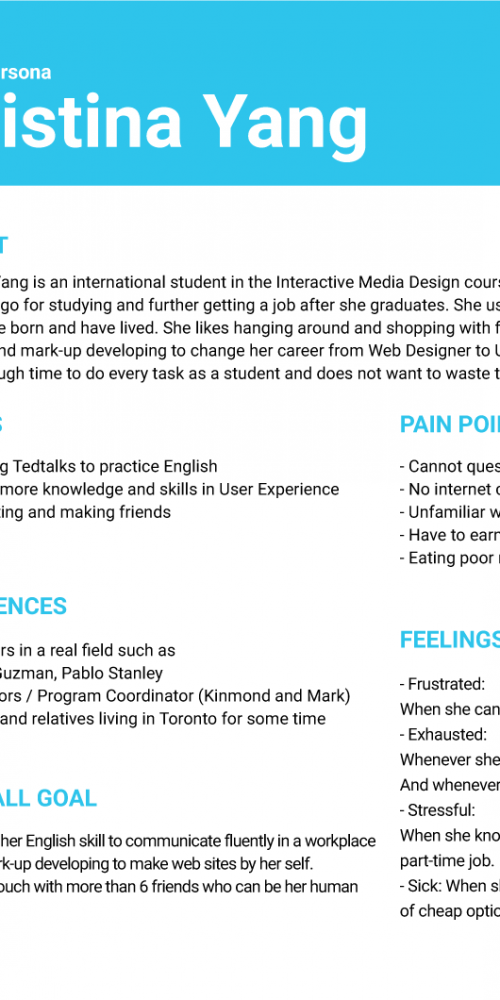 rsona
istina Yang
T
ang is an international student in the Interactive Media Design cours
go for studying and further getting a job after she graduates. She us
e born and have lived. She likes hanging around and shopping with f
nd mark-up developing to change her career from Web Designer to U
ugh time to do every task as a student and does not want to waste t
S
g Tedtalks to practice English
more knowledge and skills in User Experience
ting and making friends
PAIN POI
- Cannot ques
- No internet c
- Unfamiliar w
- Have to earn
- Eating poor
ENCES
rs in a real field such as
Guzman, Pablo Stanley
ors / Program Coordinator (Kinmond and Mark)
and relatives living in Toronto for some time
FEELINGS
- Frustrated:
When she can
- Exhausted:
Whenever she
And whenever
- Stressful:
When she kno
part-time job.
- Sick: When s
of cheap optio
ALL GOAL
her English skill to communicate fluently in a workplace
rk-up developing to make web sites by her self.
ouch with more than 6 friends who can be her human